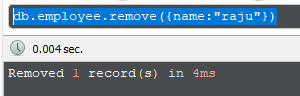 db.employee.remove({name:"raju"})
0.004 sec.
Removed 1 record(s) in 4ms